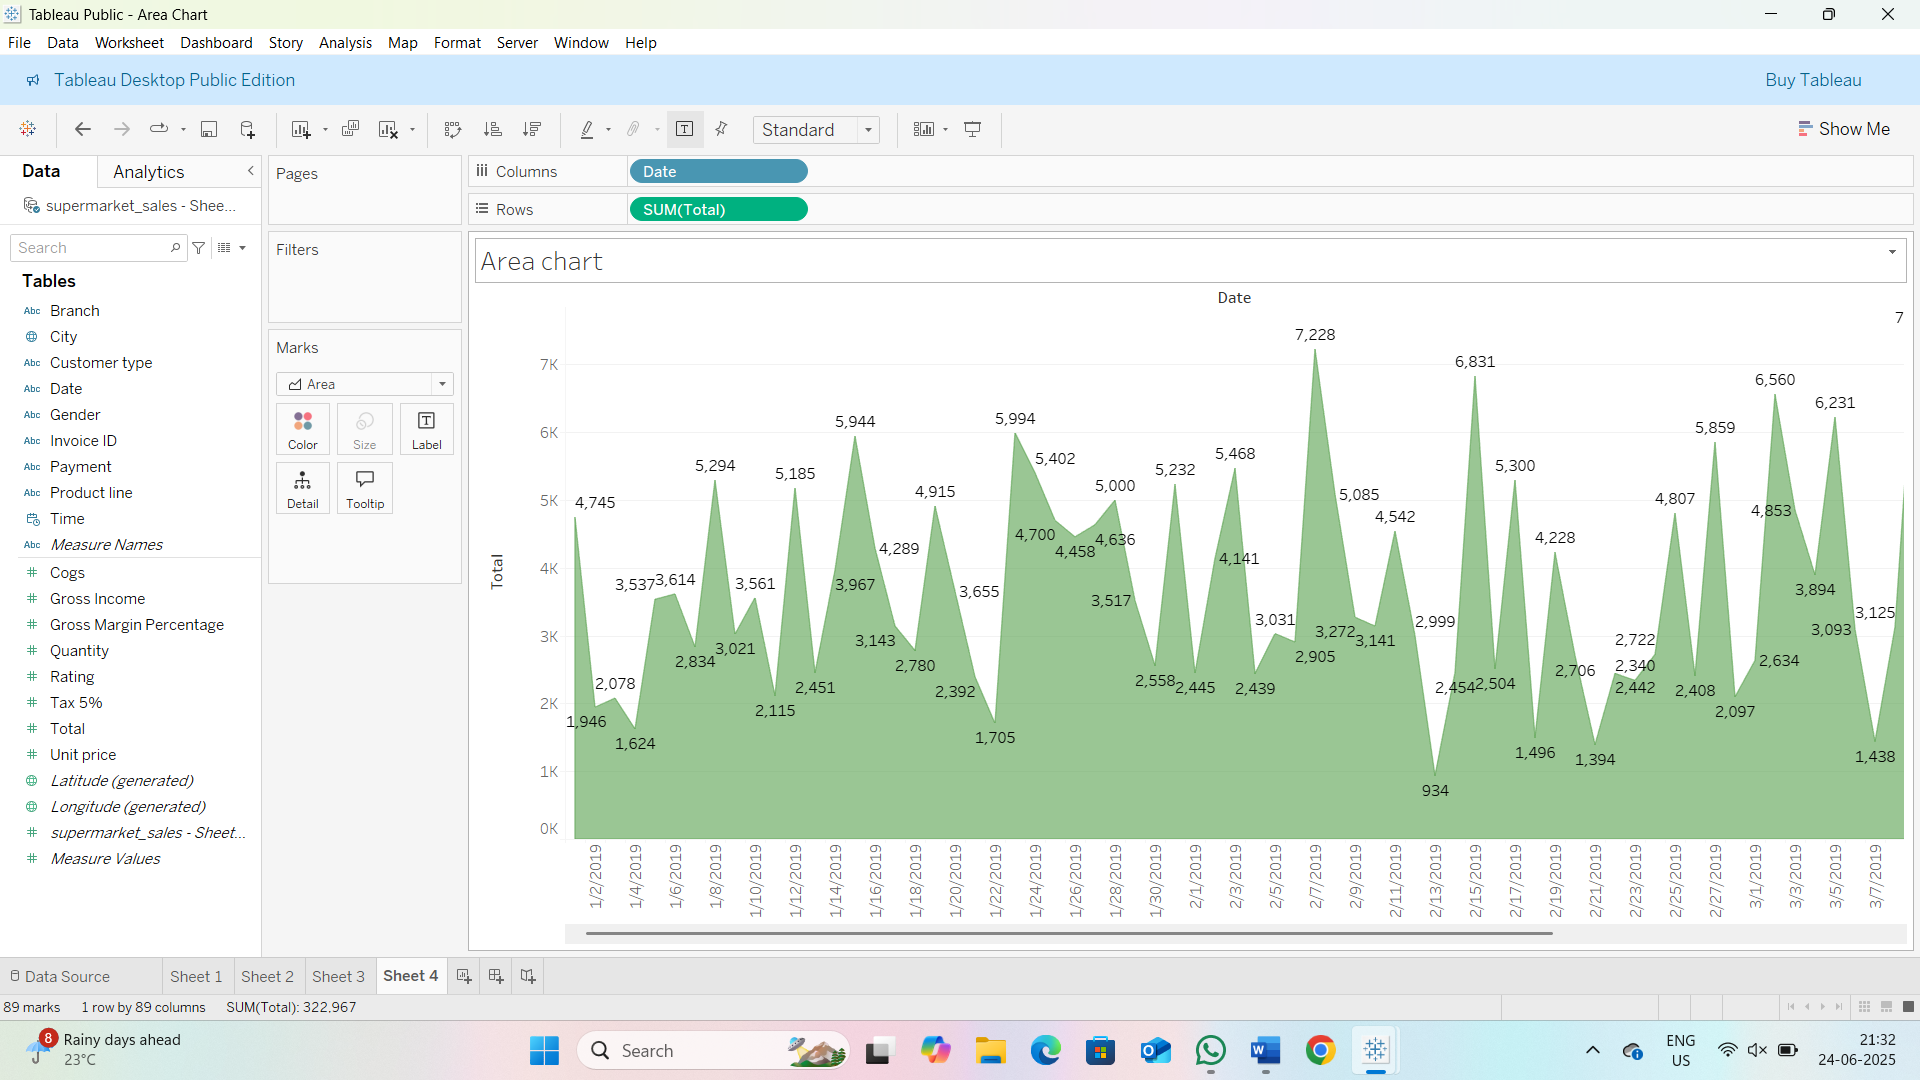 Tableau Public - Area Chart
File Data Worksheet Dashboard Story Analysis Map Format Server Window Help
Tableau Desktop Public Edition
Buy Tableau
Standard
Show Me
Data
Analytics
supermarket_sales - Shee...
Search
Tables
Abc Branch
City
Abc Customer type
Abc Date
Abc Gender
Abc Invoice ID
Abc Payment
Abc Product line
Time
Abc Measure Names
# Cogs
# Gross Income
# Gross Margin Percentage
# Quantity
# Rating
# Tax 5%
# Total
# Unit price
Latitude (generated)
Longitude (generated)
# supermarket_sales - Sheet...
# Measure Values
Pages
Filters
Marks
Area
Color
Size
Label
Detail
Tooltip
Columns
Date
Rows
SUM(Total)
Area chart
Date
Total
7K
6K
5K
4K
3K
2K
1K
0K
4,745
1,946
2,078
1,624
3,537
3,614
2,834
5,294
3,021
3,561
2,115
5,185
2,451
3,967
5,944
4,289
3,143
2,780
4,915
3,655
2,392
1,705
5,994
5,402
4,700
4,458
4,636
5,000
3,517
2,558
5,232
2,445
4,141
5,468
2,439
3,031
2,905
7,228
5,085
3,272
3,141
4,542
2,999
934
2,454
6,831
2,504
5,300
1,496
4,228
2,706
1,394
2,442
2,340
2,722
4,807
2,408
5,859
2,097
2,634
6,560
4,853
3,894
6,231
3,093
1,438
3,125
7
1/2/2019
1/4/2019
1/6/2019
1/8/2019
1/10/2019
1/12/2019
1/14/2019
1/16/2019
1/18/2019
1/20/2019
1/22/2019
1/24/2019
1/26/2019
1/28/2019
1/30/2019
2/1/2019
2/3/2019
2/5/2019
2/7/2019
2/9/2019
2/11/2019
2/13/2019
2/15/2019
2/17/2019
2/19/2019
2/21/2019
2/23/2019
2/25/2019
2/27/2019
3/1/2019
3/3/2019
3/5/2019
3/7/2019
Data Source
Sheet 1
Sheet 2
Sheet 3
Sheet 4
89 marks 1 row by 89 columns SUM(Total): 322,967
8
Rainy days ahead
23°C
Search
ENG
US
21:32
24-06-2025